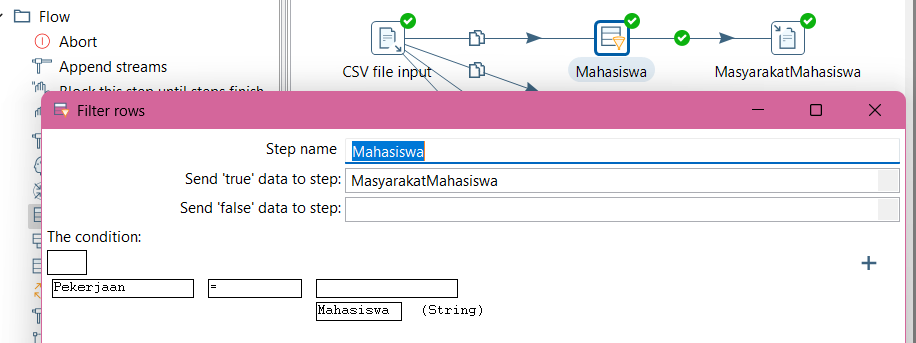 Flow
Abort
Append streams
Block this step until steps finish
CSV file input
Mahasiswa
MasyarakatMahasiswa
Filter rows
Step name
Mahasiswa
Send 'true' data to step:
MasyarakatMahasiswa
Send 'false' data to step:
The condition:
Pekerjaan
=
Mahasiswa
(String)